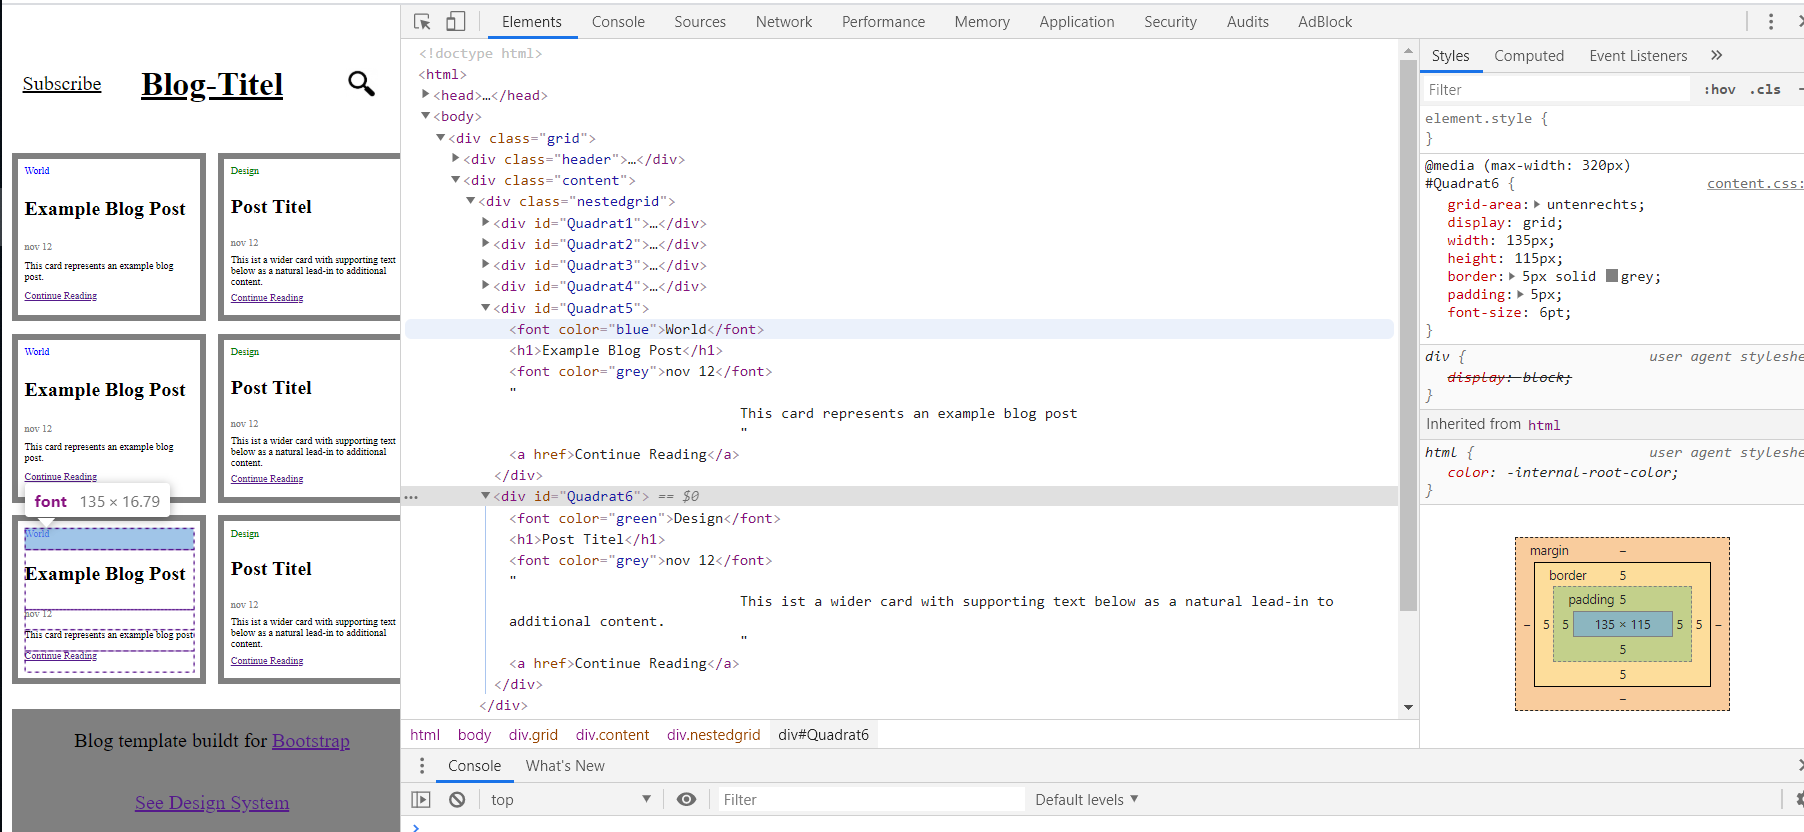 Subscribe
Blog-Titel
World
Example Blog Post
nov 12
This card represents an example blog
post.
Continue Reading
Design
Post Titel
nov 12
This ist a wider card with supporting text
below as a natural lead-in to additional
content.
Continue Reading
World
Example Blog Post
nov 12
This card represents an example blog
post.
Continue Reading
Design
Post Titel
nov 12
This ist a wider card with supporting text
below as a natural lead-in to additional
content.
Continue Reading
font 135 × 16.79
World
Example Blog Post
nov 12
This card represents an example blog post
Continue Reading
Design
Post Titel
nov 12
This ist a wider card with supporting text
below as a natural lead-in to additional
content.
Continue Reading
Blog template buildt for Bootstrap
See Design System
Elements Console Sources Network Performance Memory Application Security Audits AdBlock
<!doctype html>
<html>
<head>…</head>
<body>
<div class="grid">
<div class="header">…</div>
<div class="content">
<div class="nestedgrid">
<div id="Quadrat1">…</div>
<div id="Quadrat2">…</div>
<div id="Quadrat3">…</div>
<div id="Quadrat4">…</div>
<div id="Quadrat5">
<font color="blue">World</font>
<h1>Example Blog Post</h1>
<font color="grey">nov 12</font>
"
This card represents an example blog post
"
<a href>Continue Reading</a>
</div>
… <div id="Quadrat6"> == $0
<font color="green">Design</font>
<h1>Post Titel</h1>
<font color="grey">nov 12</font>
"
This ist a wider card with supporting text below as a natural lead-in to
additional content.
"
<a href>Continue Reading</a>
</div>
</div>
html body div.grid div.content div.nestedgrid div#Quadrat6
Console What's New
top Filter Default levels
Styles Computed Event Listeners »
Filter :hov .cls
element.style {
}
@media (max-width: 320px)
#Quadrat6 { content.css:
grid-area: untenrechts;
display: grid;
width: 135px;
height: 115px;
border: 5px solid grey;
padding: 5px;
font-size: 6pt;
}
div { user agent styleshe
display: block;
}
Inherited from html
html { user agent styleshe
color: -internal-root-color;
}
margin –
border 5
padding 5
– 5 5 135 × 115 5 5 –
5
5
–